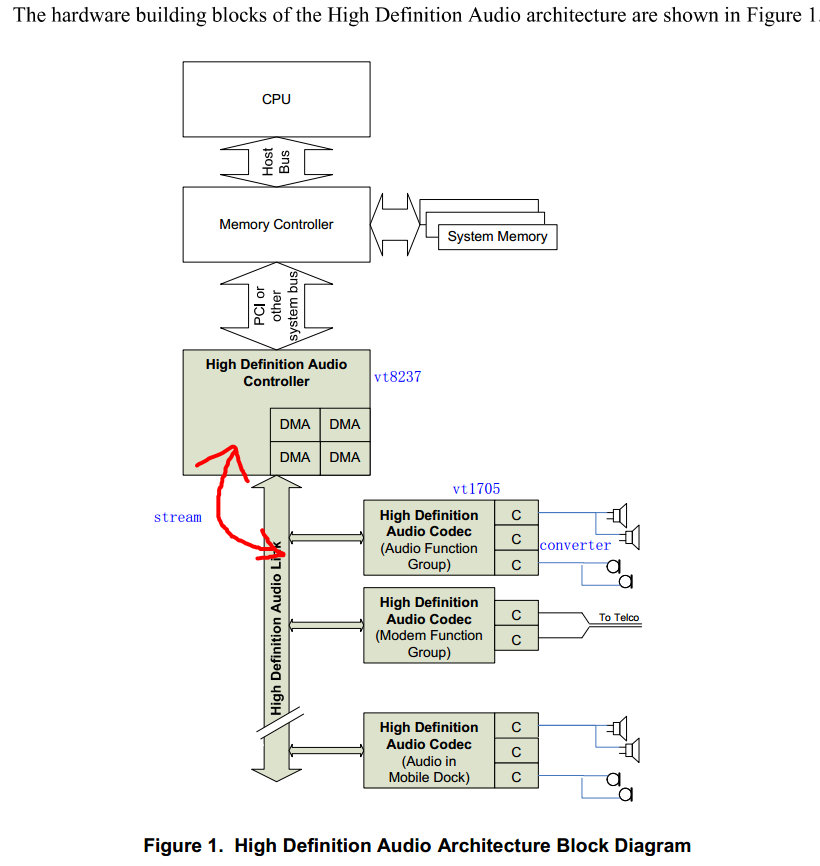 The hardware building blocks of the High Definition Audio architecture are shown in Figure 1.
CPU
Host
Bus
Memory Controller
System Memory
PCI or
other
system bus
High Definition Audio
Controller
vt8237
DMA DMA
DMA DMA
stream
vt1705
High Definition Audio Link
High Definition
Audio Codec
(Audio Function
Group)
C
C
C
converter
High Definition
Audio Codec
(Modem Function
Group)
C
C
To Telco
High Definition
Audio Codec
(Audio in
Mobile Dock)
C
C
C
Figure 1. High Definition Audio Architecture Block Diagram